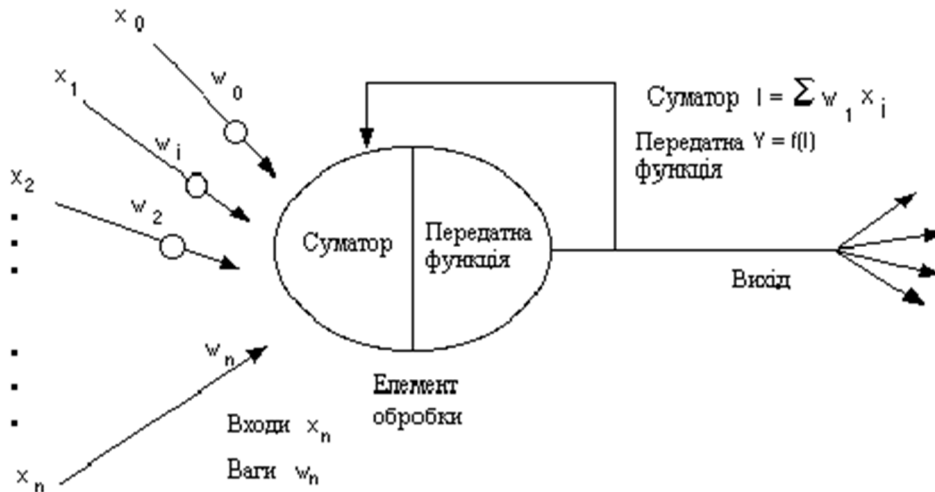 x₀
w₀
x₁
wᵢ
x₂
w₂
Суматор I = Σ w₁ xⱼ
Передатна Y = f(I)
функція
Суматор
Передатна
функція
Вихід
wₙ
Елемент
обробки
Входи xₙ
Ваги wₙ
xₙ